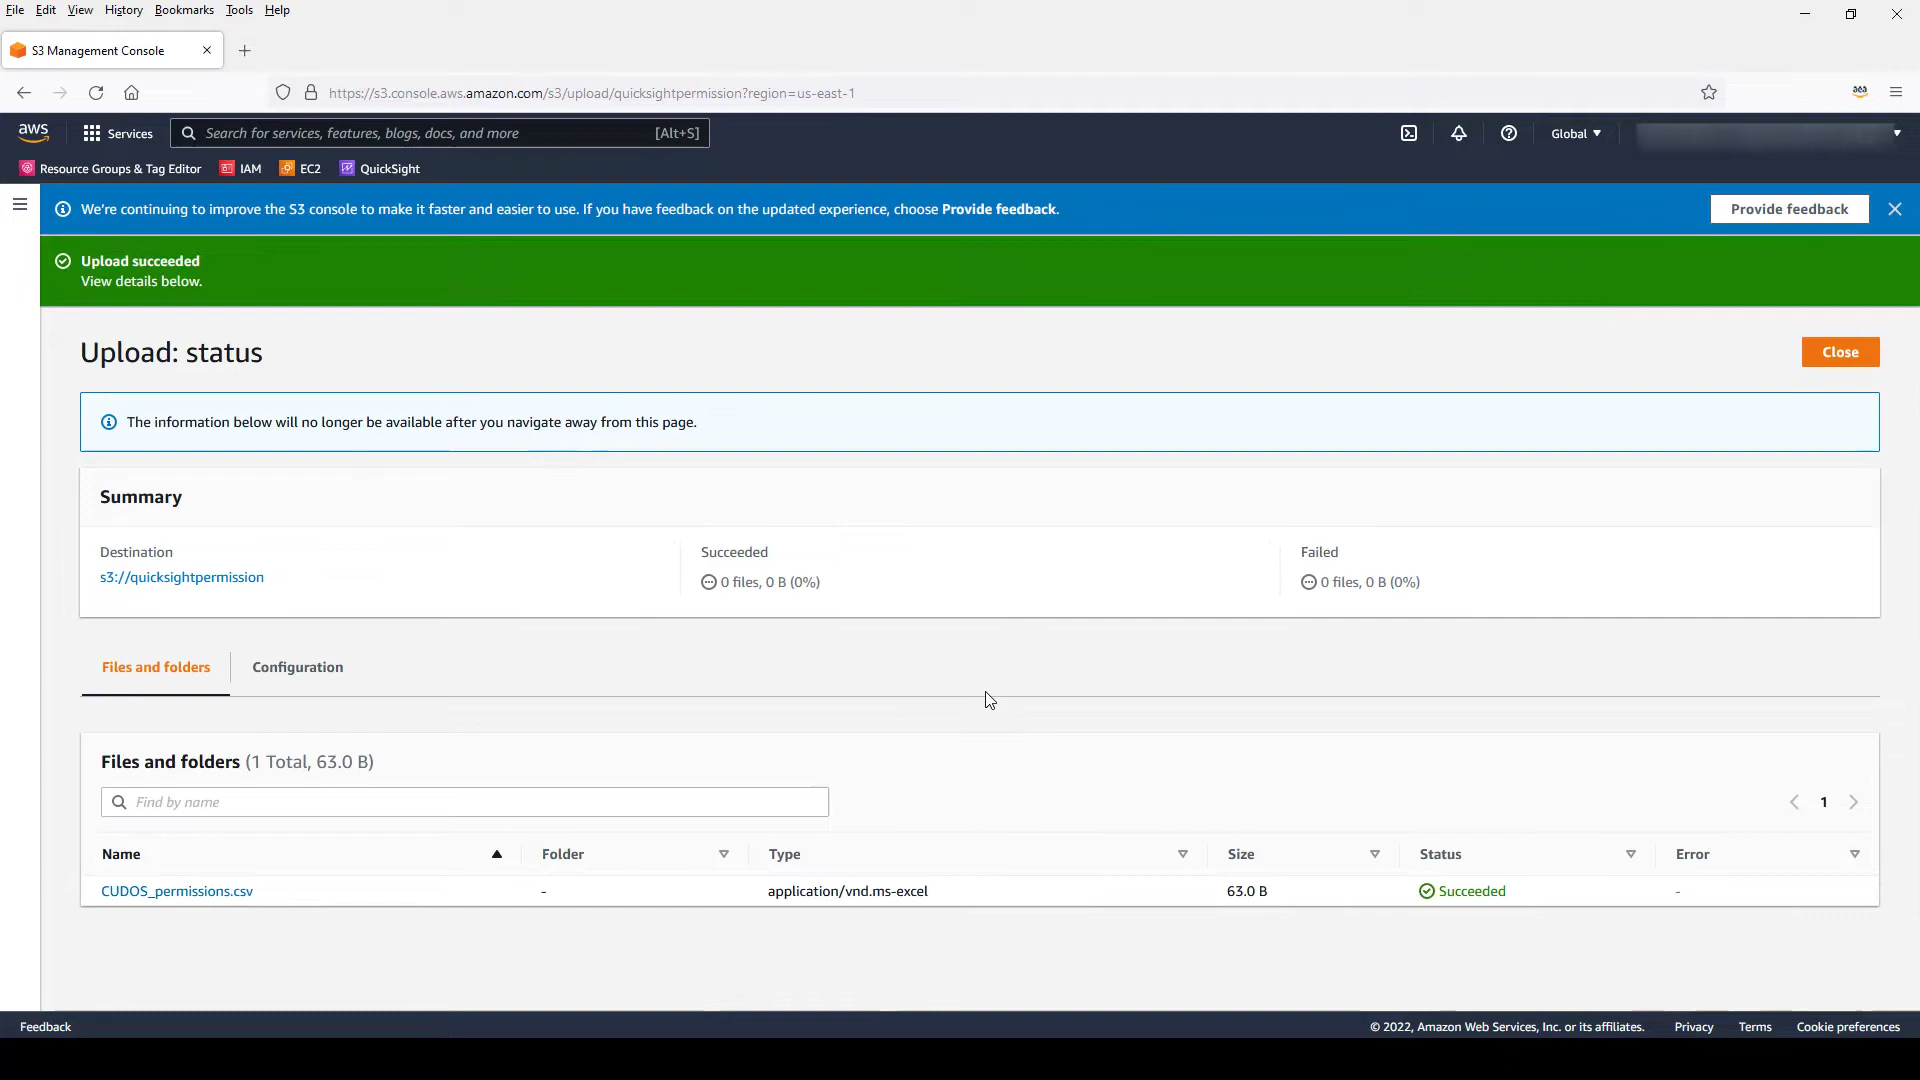 File Edit View History Bookmarks Tools Help
S3 Management Console
https://s3.console.aws.amazon.com/s3/upload/quicksightpermission?region=us-east-1
aws Services Search for services, features, blogs, docs, and more [Alt+S] Global
Resource Groups & Tag Editor IAM EC2 QuickSight
We're continuing to improve the S3 console to make it faster and easier to use. If you have feedback on the updated experience, choose Provide feedback. Provide feedback
Upload succeeded
View details below.
Upload: status Close
The information below will no longer be available after you navigate away from this page.
Summary
Destination Succeeded Failed
s3://quicksightpermission 0 files, 0 B (0%) 0 files, 0 B (0%)
Files and folders Configuration
Files and folders (1 Total, 63.0 B)
Find by name 1
Name Folder Type Size Status Error
CUDOS_permissions.csv - application/vnd.ms-excel 63.0 B Succeeded -
Feedback © 2022, Amazon Web Services, Inc. or its affiliates. Privacy Terms Cookie preferences